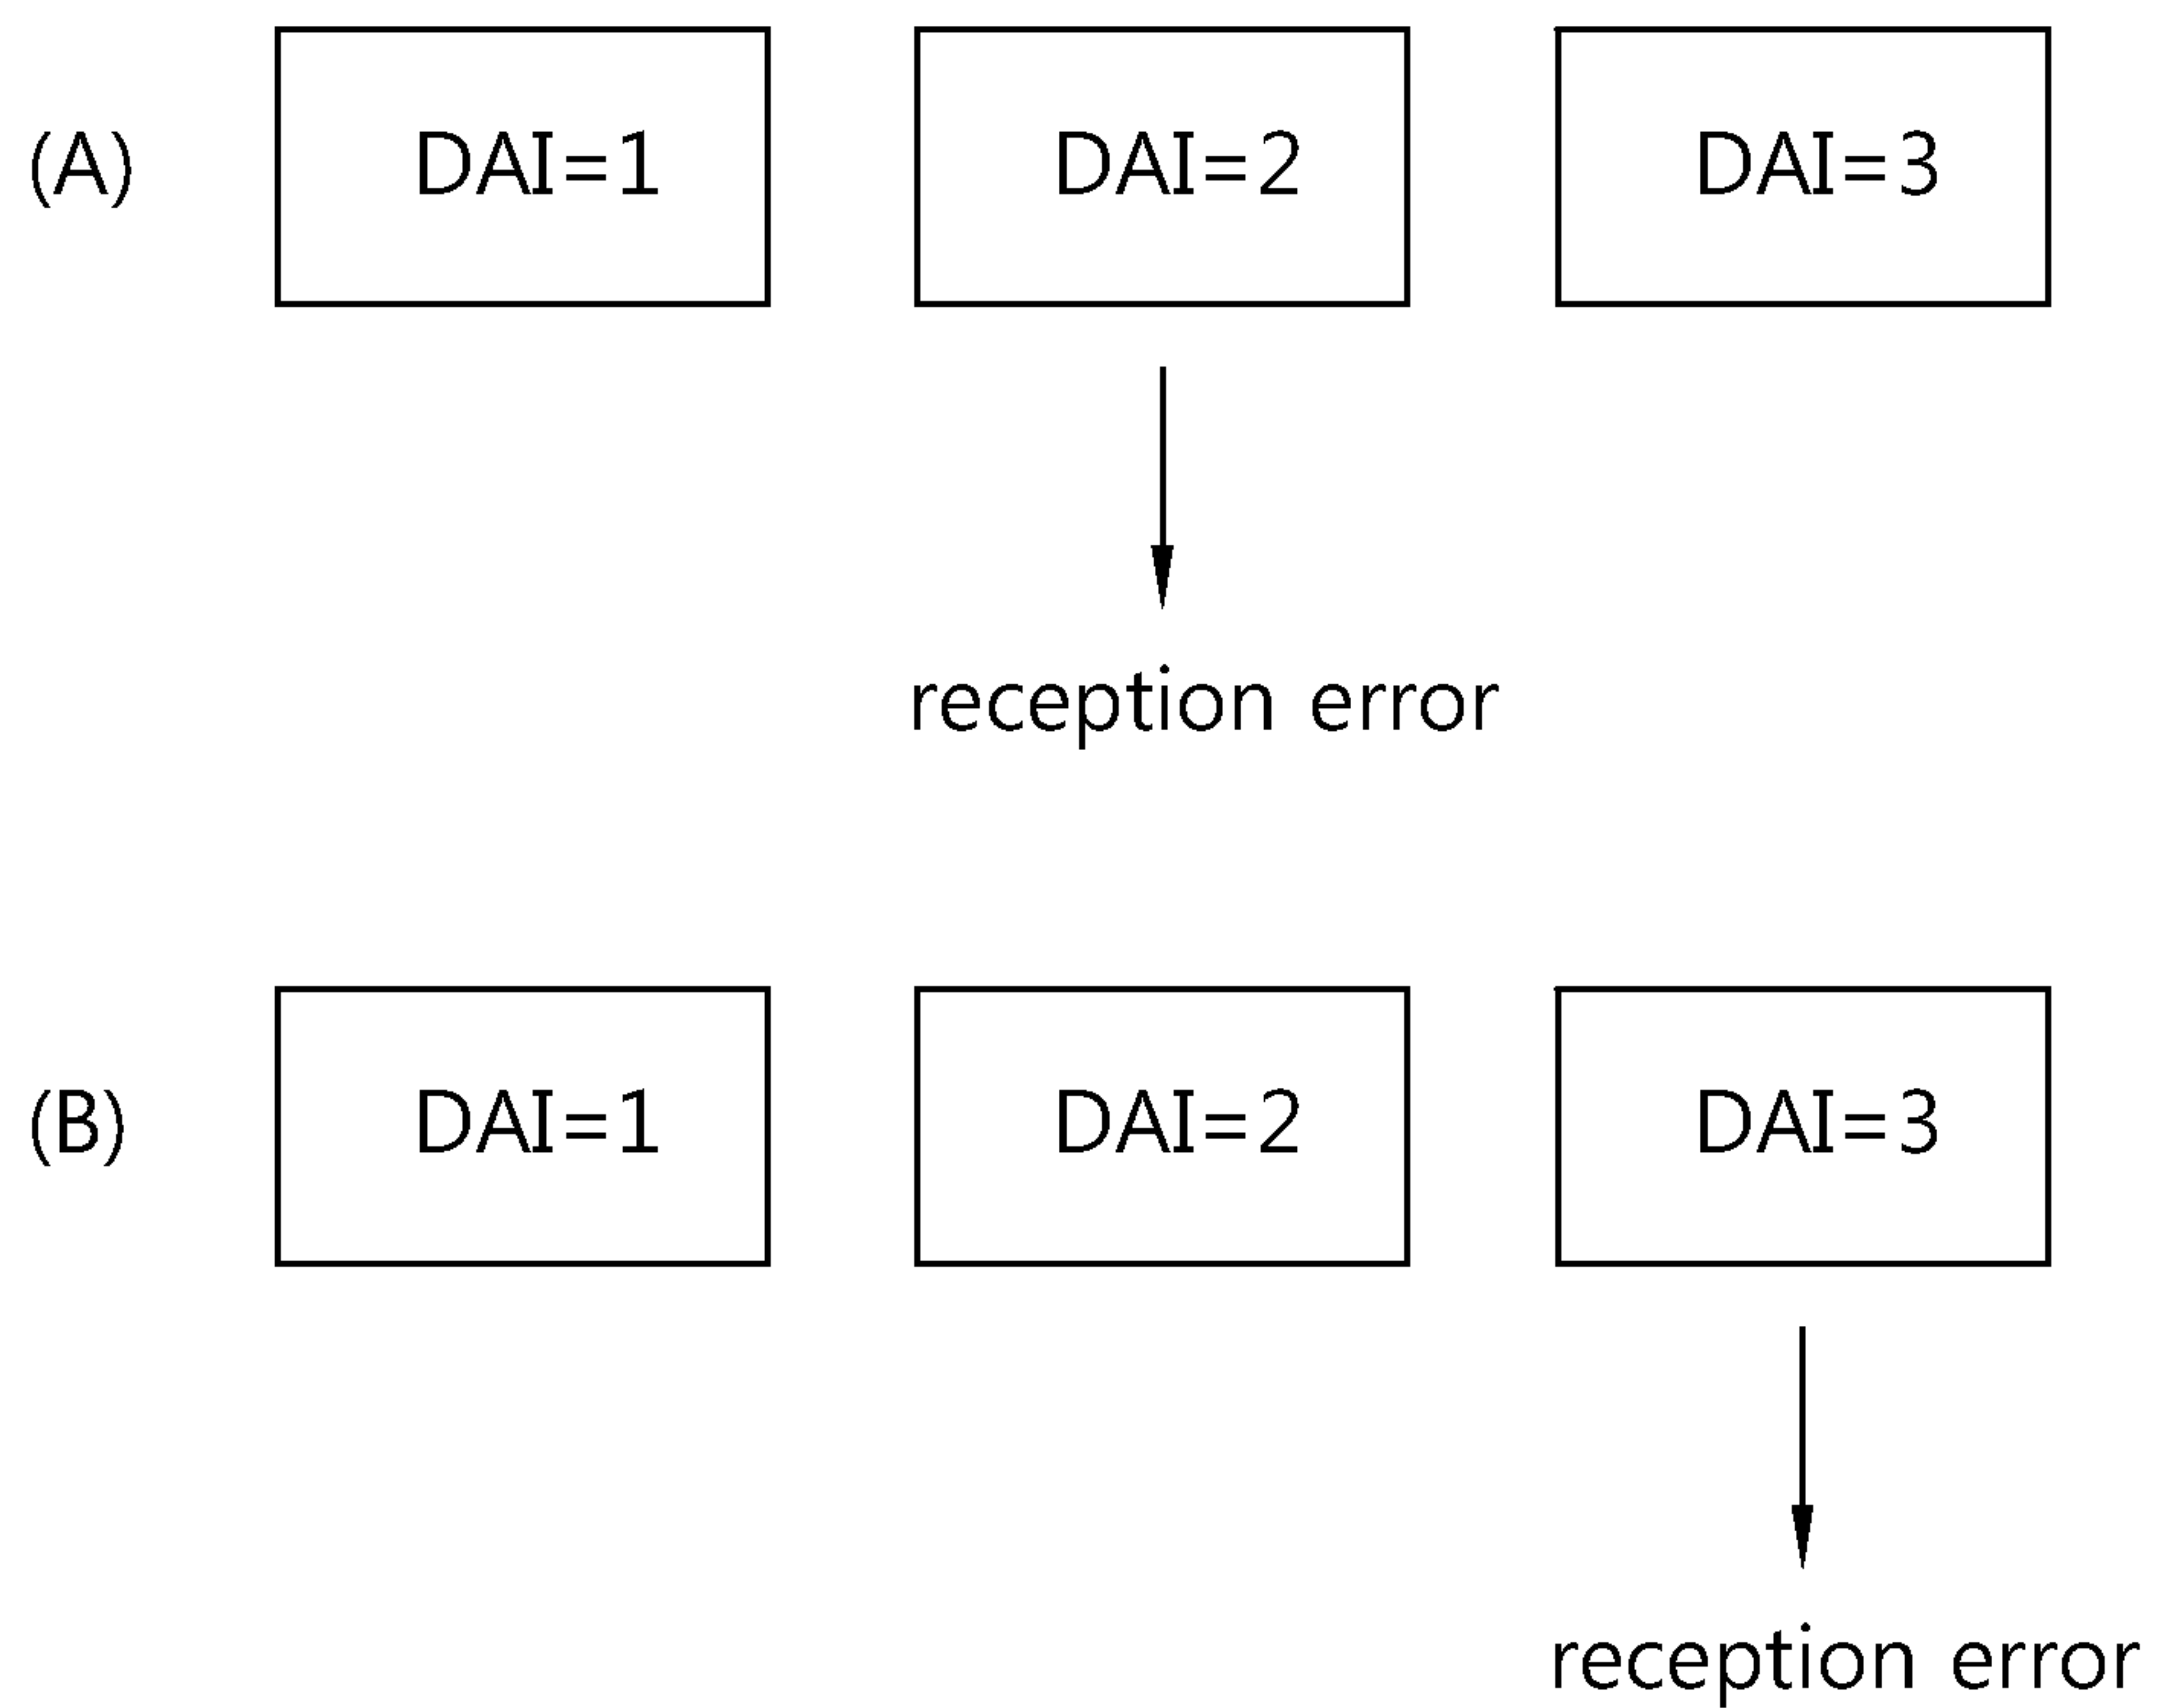 (A) DAI=1 DAI=2 DAI=3
reception error
(B) DAI=1 DAI=2 DAI=3
reception error